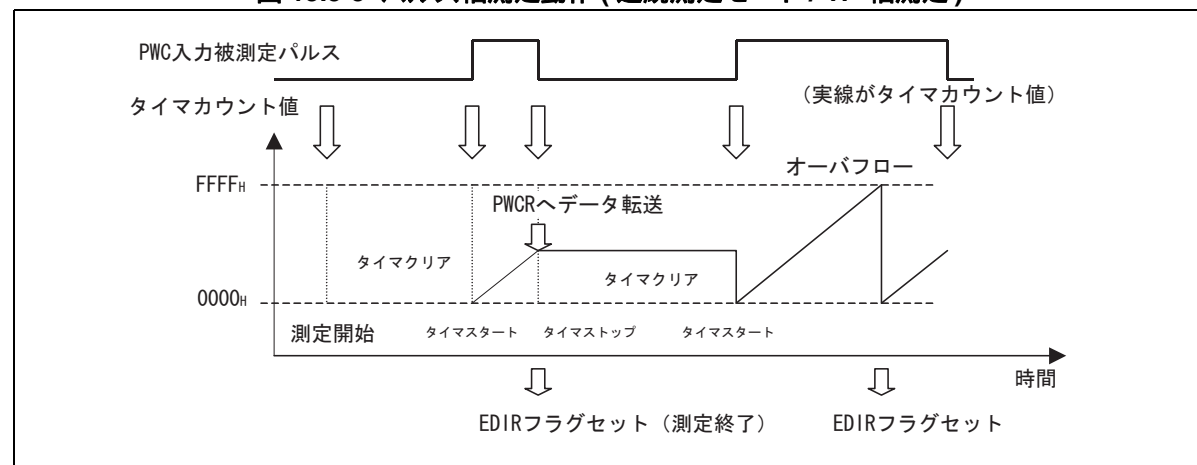 PWC入力被測定パルス
タイマカウント値
（実線がタイマカウント値）
オーバフロー
FFFFH
PWCRへデータ転送
タイマクリア
タイマクリア
0000H
測定開始
タイマスタート
タイマストップ
タイマスタート
時間
EDIRフラグセット（測定終了）
EDIRフラグセット